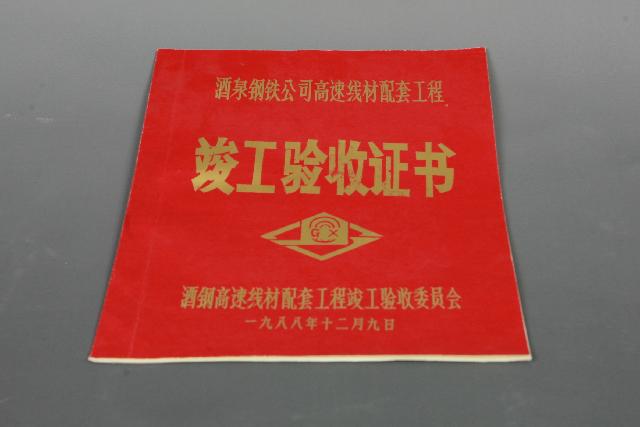 酒泉钢铁公司高速线材配套工程
竣工验收证书
GX
酒钢高速线材配套工程竣工验收委员会
一九八八年十二月九日